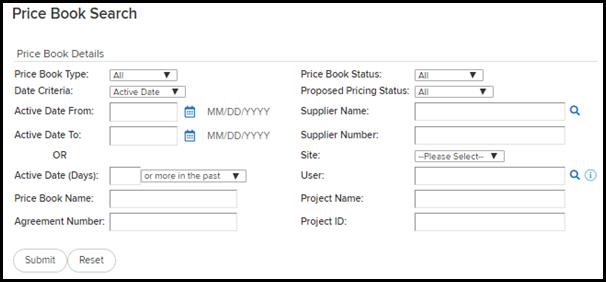 Price Book Search
Price Book Details
Price Book Type: All Price Book Status: All
Date Criteria: Active Date Proposed Pricing Status: All
Active Date From: MM/DD/YYYY Supplier Name:
Active Date To: MM/DD/YYYY Supplier Number:
OR Site: --Please Select--
Active Date (Days): or more in the past User:
Price Book Name: Project Name:
Agreement Number: Project ID:
Submit Reset